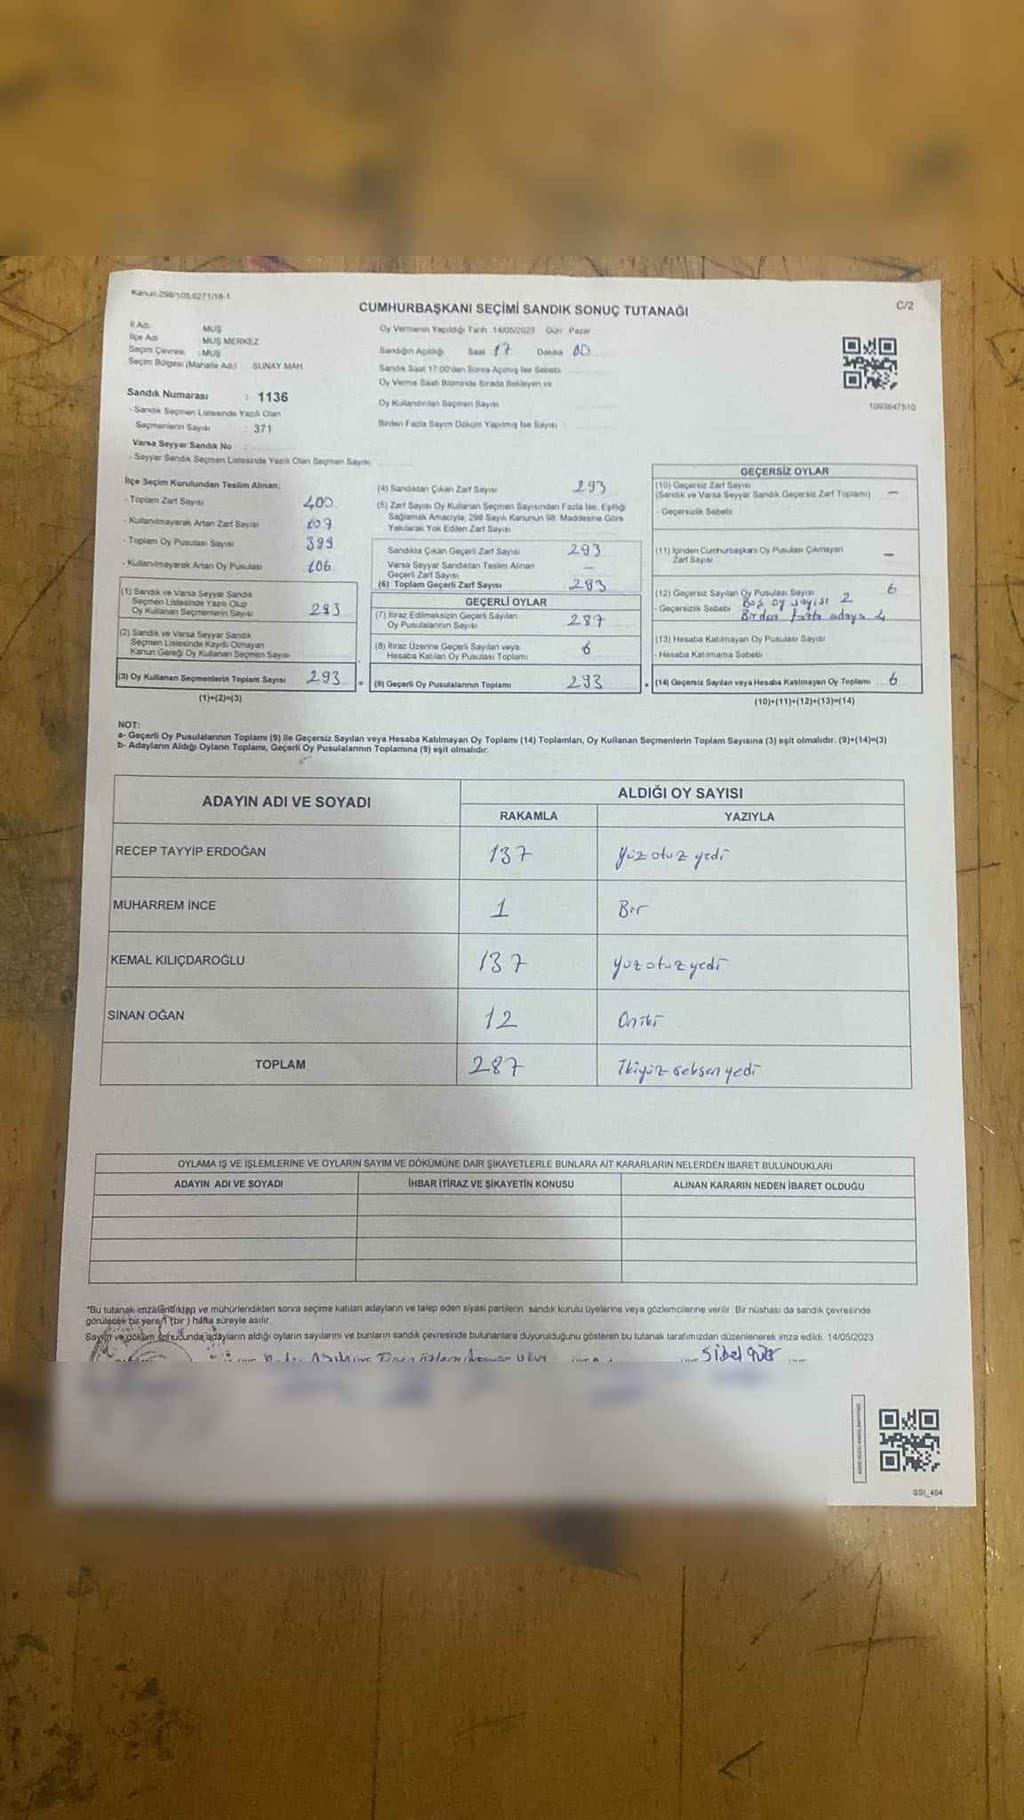 Kanun:298/105,6271/18-1
CUMHURBAŞKANI SEÇİMİ SANDIK SONUÇ TUTANAĞI
C/2
İl Adı : MUŞ
İlçe Adı : MUŞ MERKEZ
Seçim Çevresi : MUŞ
Seçim Bölgesi (Mahalle Adı) : SUNAY MAH
Sandık Numarası : 1136
- Sandık Seçmen Listesinde Yazılı Olan
Seçmenlerin Sayısı : 371
Varsa Seyyar Sandık No :
- Seyyar Sandık Seçmen Listesinde Yazılı Olan Seçmen Sayısı
Oy Vermenin Yapıldığı Tarih 14/05/2023 Gün Pazar
Sandığın Açıldığı Saat 17 Dakika 00
Sandık Saat 17:00'den Sonra Açılmış İse Sebebi
Oy Verme Saati Bitiminde Sırada Bekleyen ve
Oy Kullandırılan Seçmen Sayısı
Birden Fazla Sayım Döküm Yapılmış İse Sayısı :
1093647510
İlçe Seçim Kurulundan Teslim Alınan:
- Toplam Zarf Sayısı 400
- Kullanılmayarak Artan Zarf Sayısı 107
- Toplam Oy Pusulası Sayısı 399
- Kullanılmayarak Artan Oy Pusulası 106
(1) Sandık ve Varsa Seyyar Sandık
Seçmen Listesinde Yazılı Olup
Oy Kullanan Seçmenlerin Sayısı 293
(2) Sandık ve Varsa Seyyar Sandık
Seçmen Listesinde Kayıtlı Olmayan
Kanun Gereği Oy Kullanan Seçmen Sayısı
(3) Oy Kullanan Seçmenlerin Toplam Sayısı 293
(1)+(2)=(3)
(4) Sandıktan Çıkan Zarf Sayısı 293
(5) Zarf Sayısı Oy Kullanan Seçmen Sayısından Fazla İse, Eşitliği
Sağlamak Amacıyla, 298 Sayılı Kanunun 98. Maddesine Göre
Yakılarak Yok Edilen Zarf Sayısı
Sandıkta Çıkan Geçerli Zarf Sayısı 293
Varsa Seyyar Sandıktan Teslim Alınan
Geçerli Zarf Sayısı —
(6) Toplam Geçerli Zarf Sayısı 293
GEÇERLİ OYLAR
(7) İtiraz Edilmeksizin Geçerli Sayılan
Oy Pusulalarının Sayısı 287
(8) İtiraz Üzerine Geçerli Sayılan veya
Hesaba Katılan Oy Pusulası Toplamı 6
(9) Geçerli Oy Pusulalarının Toplamı 293
GEÇERSİZ OYLAR
(10) Geçersiz Zarf Sayısı
(Sandık ve Varsa Seyyar Sandık Geçersiz Zarf Toplamı) —
- Geçersizlik Sebebi
(11) İçinden Cumhurbaşkanı Oy Pusulası Çıkmayan
Zarf Sayısı —
(12) Geçersiz Sayılan Oy Pusulası Sayısı 6
Geçersizlik Sebebi Boş oy sayısı 2
Birden fazla adaya 4
(13) Hesaba Katılmayan Oy Pusulası Sayısı
- Hesaba Katılmama Sebebi
(14) Geçersiz Sayılan veya Hesaba Katılmayan Oy Toplamı 6
(10)+(11)+(12)+(13)=(14)
NOT:
a- Geçerli Oy Pusulalarının Toplamı (9) ile Geçersiz Sayılan veya Hesaba Katılmayan Oy Toplamı (14) Toplamları, Oy Kullanan Seçmenlerin Toplam Sayısına (3) eşit olmalıdır. (9)+(14)=(3)
b- Adayların Aldığı Oyların Toplamı, Geçerli Oy Pusulalarının Toplamına (9) eşit olmalıdır.
ADAYIN ADI VE SOYADI
ALDIĞI OY SAYISI
RAKAMLA YAZIYLA
RECEP TAYYİP ERDOĞAN 137 Yüz otuz yedi
MUHARREM İNCE 1 Bir
KEMAL KILIÇDAROĞLU 137 yüz otuz yedi
SİNAN OĞAN 12 Oniki
TOPLAM 287 İkiyüz seksen yedi
OYLAMA İŞ VE İŞLEMLERİNE VE OYLARIN SAYIM VE DÖKÜMÜNE DAİR ŞİKAYETLERLE BUNLARA AİT KARARLARIN NELERDEN İBARET BULUNDUKLARI
ADAYIN ADI VE SOYADI İHBAR İTİRAZ VE ŞİKAYETİN KONUSU ALINAN KARARIN NEDEN İBARET OLDUĞU
*Bu tutanak imzalandıktan ve mühürlendikten sonra seçime katılan adayların ve talep eden siyasi partilerin sandık kurulu üyelerine veya gözlemcilerine verilir. Bir nüshası da sandık çevresinde
görülecek bir yere 1 (bir) hafta süreyle asılır.
Sayım ve döküm sonucunda, adayların aldığı oyların sayılarını ve bunların sandık çevresinde bulunanlara duyurulduğunu gösteren bu tutanak tarafımızdan düzenlenerek imza edildi. 14/05/2023
Sibel
SSI_404